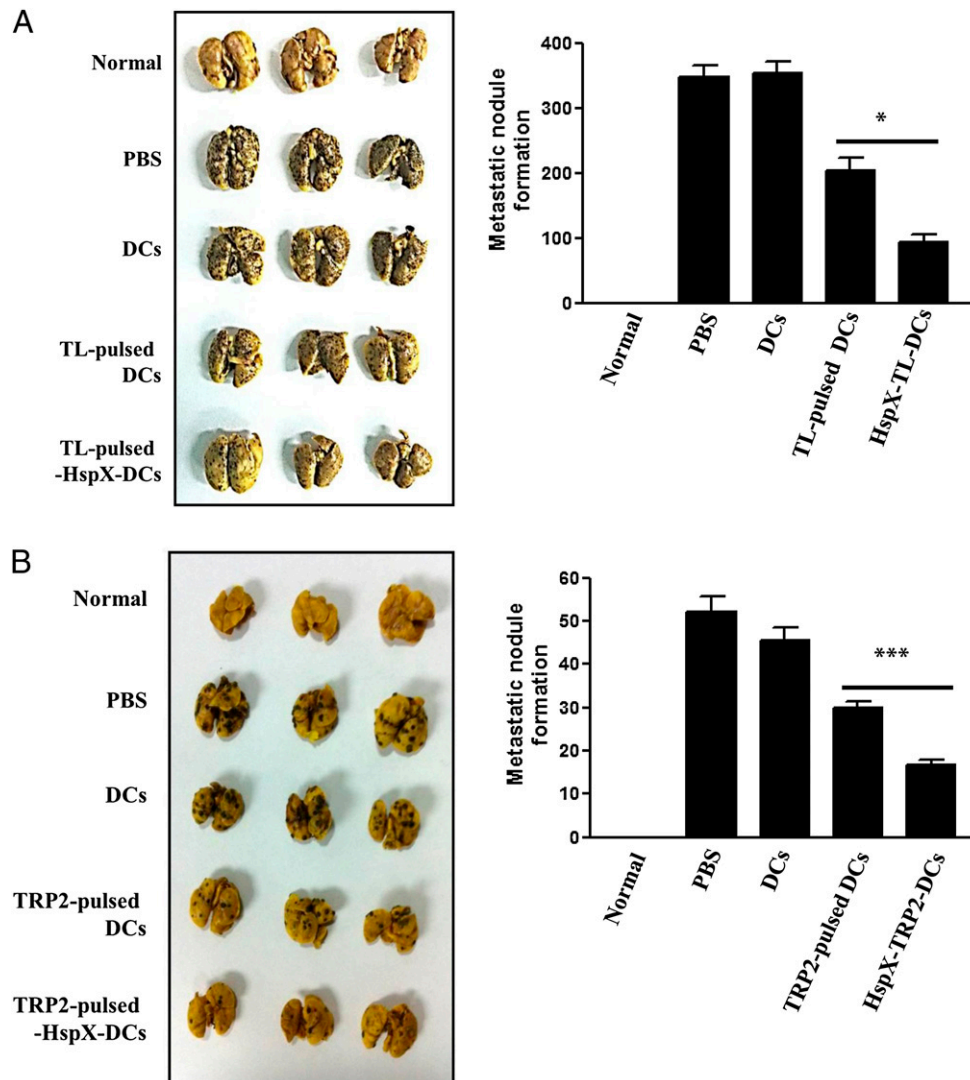 A
Normal
PBS
DCs
TL-pulsed
DCs
TL-pulsed
-HspX-DCs
Metastatic nodule
formation
400
300
200
100
0
*
Normal
PBS
DCs
TL-pulsed DCs
HspX-TL-DCs
B
Normal
PBS
DCs
TRP2-pulsed
DCs
TRP2-pulsed
-HspX-DCs
Metastatic nodule
formation
60
50
40
30
20
10
0
***
Normal
PBS
DCs
TRP2-pulsed DCs
HspX-TRP2-DCs